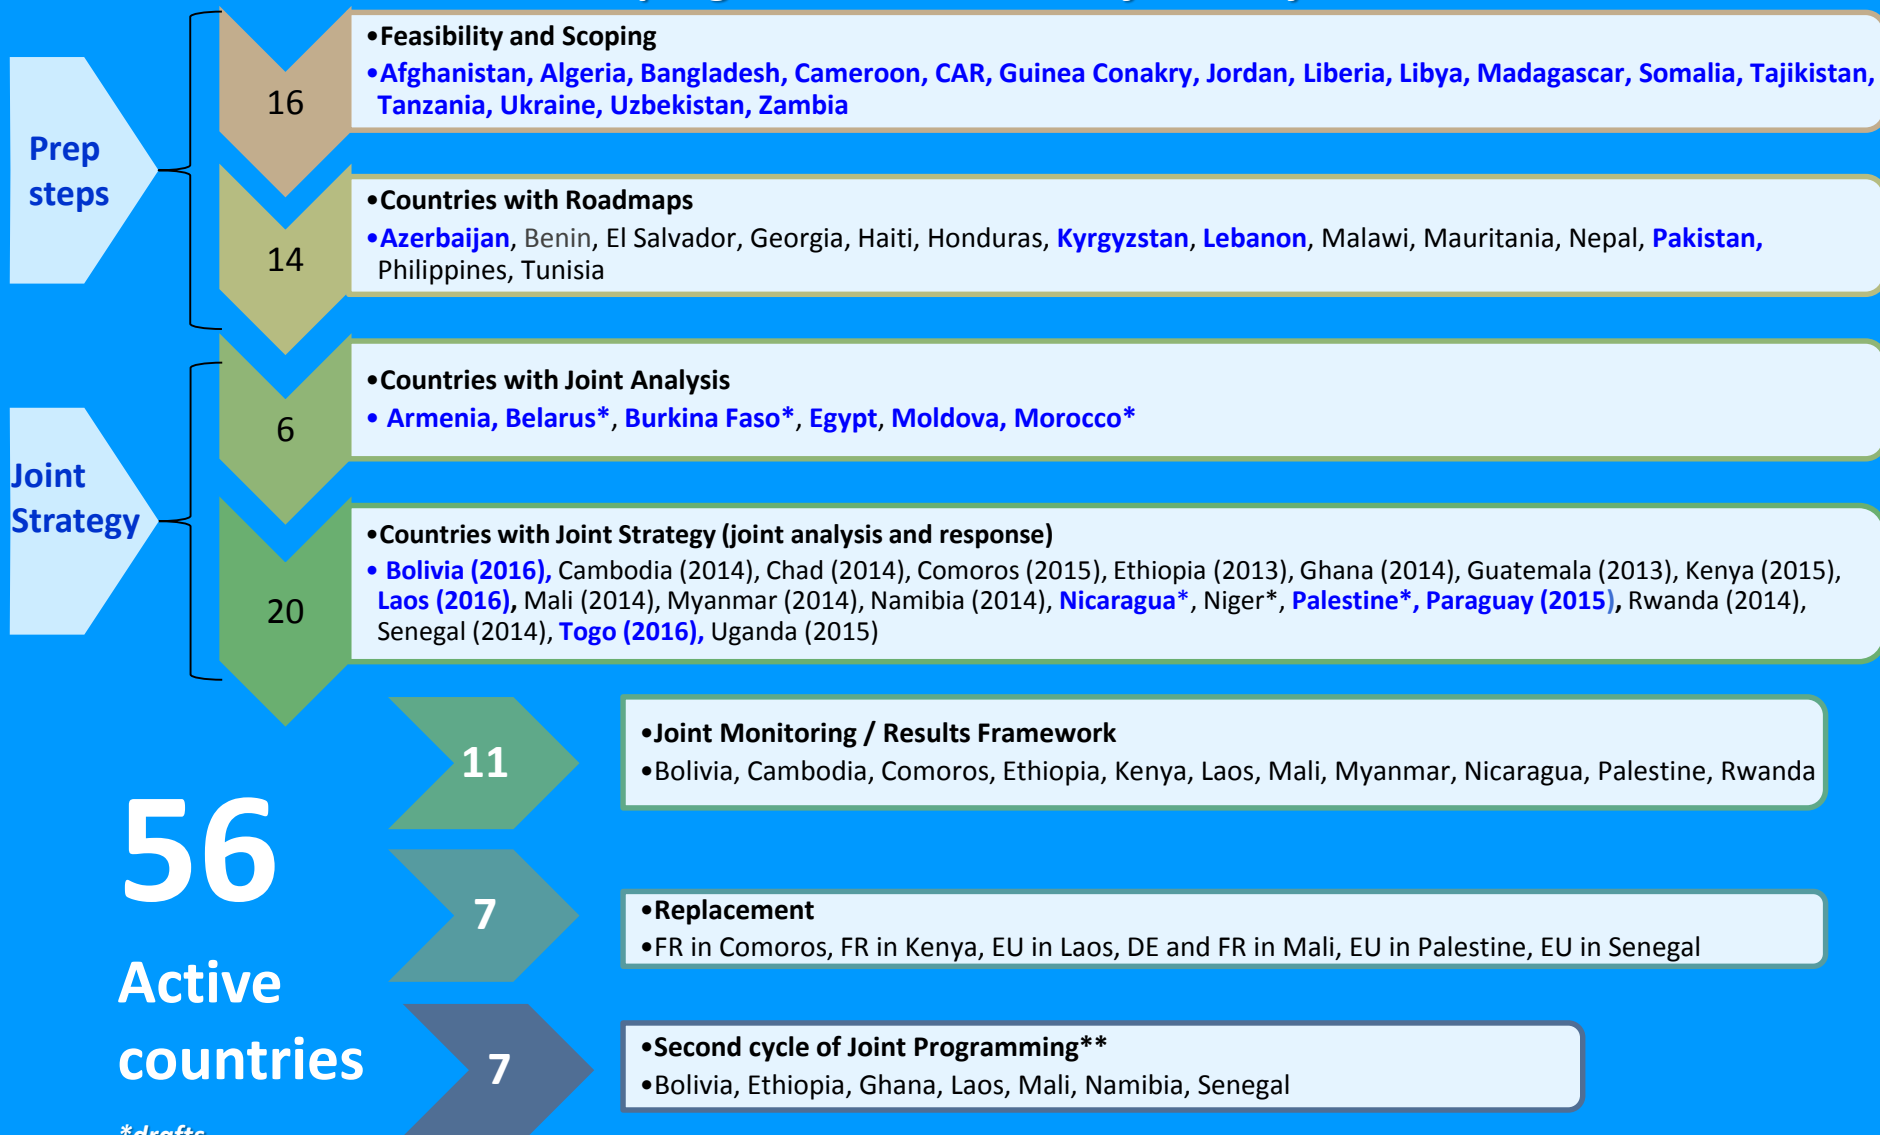 Prep
steps
16
•Feasibility and Scoping
•Afghanistan, Algeria, Bangladesh, Cameroon, CAR, Guinea Conakry, Jordan, Liberia, Libya, Madagascar, Somalia, Tajikistan,
Tanzania, Ukraine, Uzbekistan, Zambia
14
•Countries with Roadmaps
•Azerbaijan, Benin, El Salvador, Georgia, Haiti, Honduras, Kyrgyzstan, Lebanon, Malawi, Mauritania, Nepal, Pakistan,
Philippines, Tunisia
Joint
Strategy
6
•Countries with Joint Analysis
• Armenia, Belarus*, Burkina Faso*, Egypt, Moldova, Morocco*
20
•Countries with Joint Strategy (joint analysis and response)
• Bolivia (2016), Cambodia (2014), Chad (2014), Comoros (2015), Ethiopia (2013), Ghana (2014), Guatemala (2013), Kenya (2015),
Laos (2016), Mali (2014), Myanmar (2014), Namibia (2014), Nicaragua*, Niger*, Palestine*, Paraguay (2015), Rwanda (2014),
Senegal (2014), Togo (2016), Uganda (2015)
11
•Joint Monitoring / Results Framework
•Bolivia, Cambodia, Comoros, Ethiopia, Kenya, Laos, Mali, Myanmar, Nicaragua, Palestine, Rwanda
7
•Replacement
•FR in Comoros, FR in Kenya, EU in Laos, DE and FR in Mali, EU in Palestine, EU in Senegal
7
•Second cycle of Joint Programming**
•Bolivia, Ethiopia, Ghana, Laos, Mali, Namibia, Senegal
56
Active
countries
*drafts